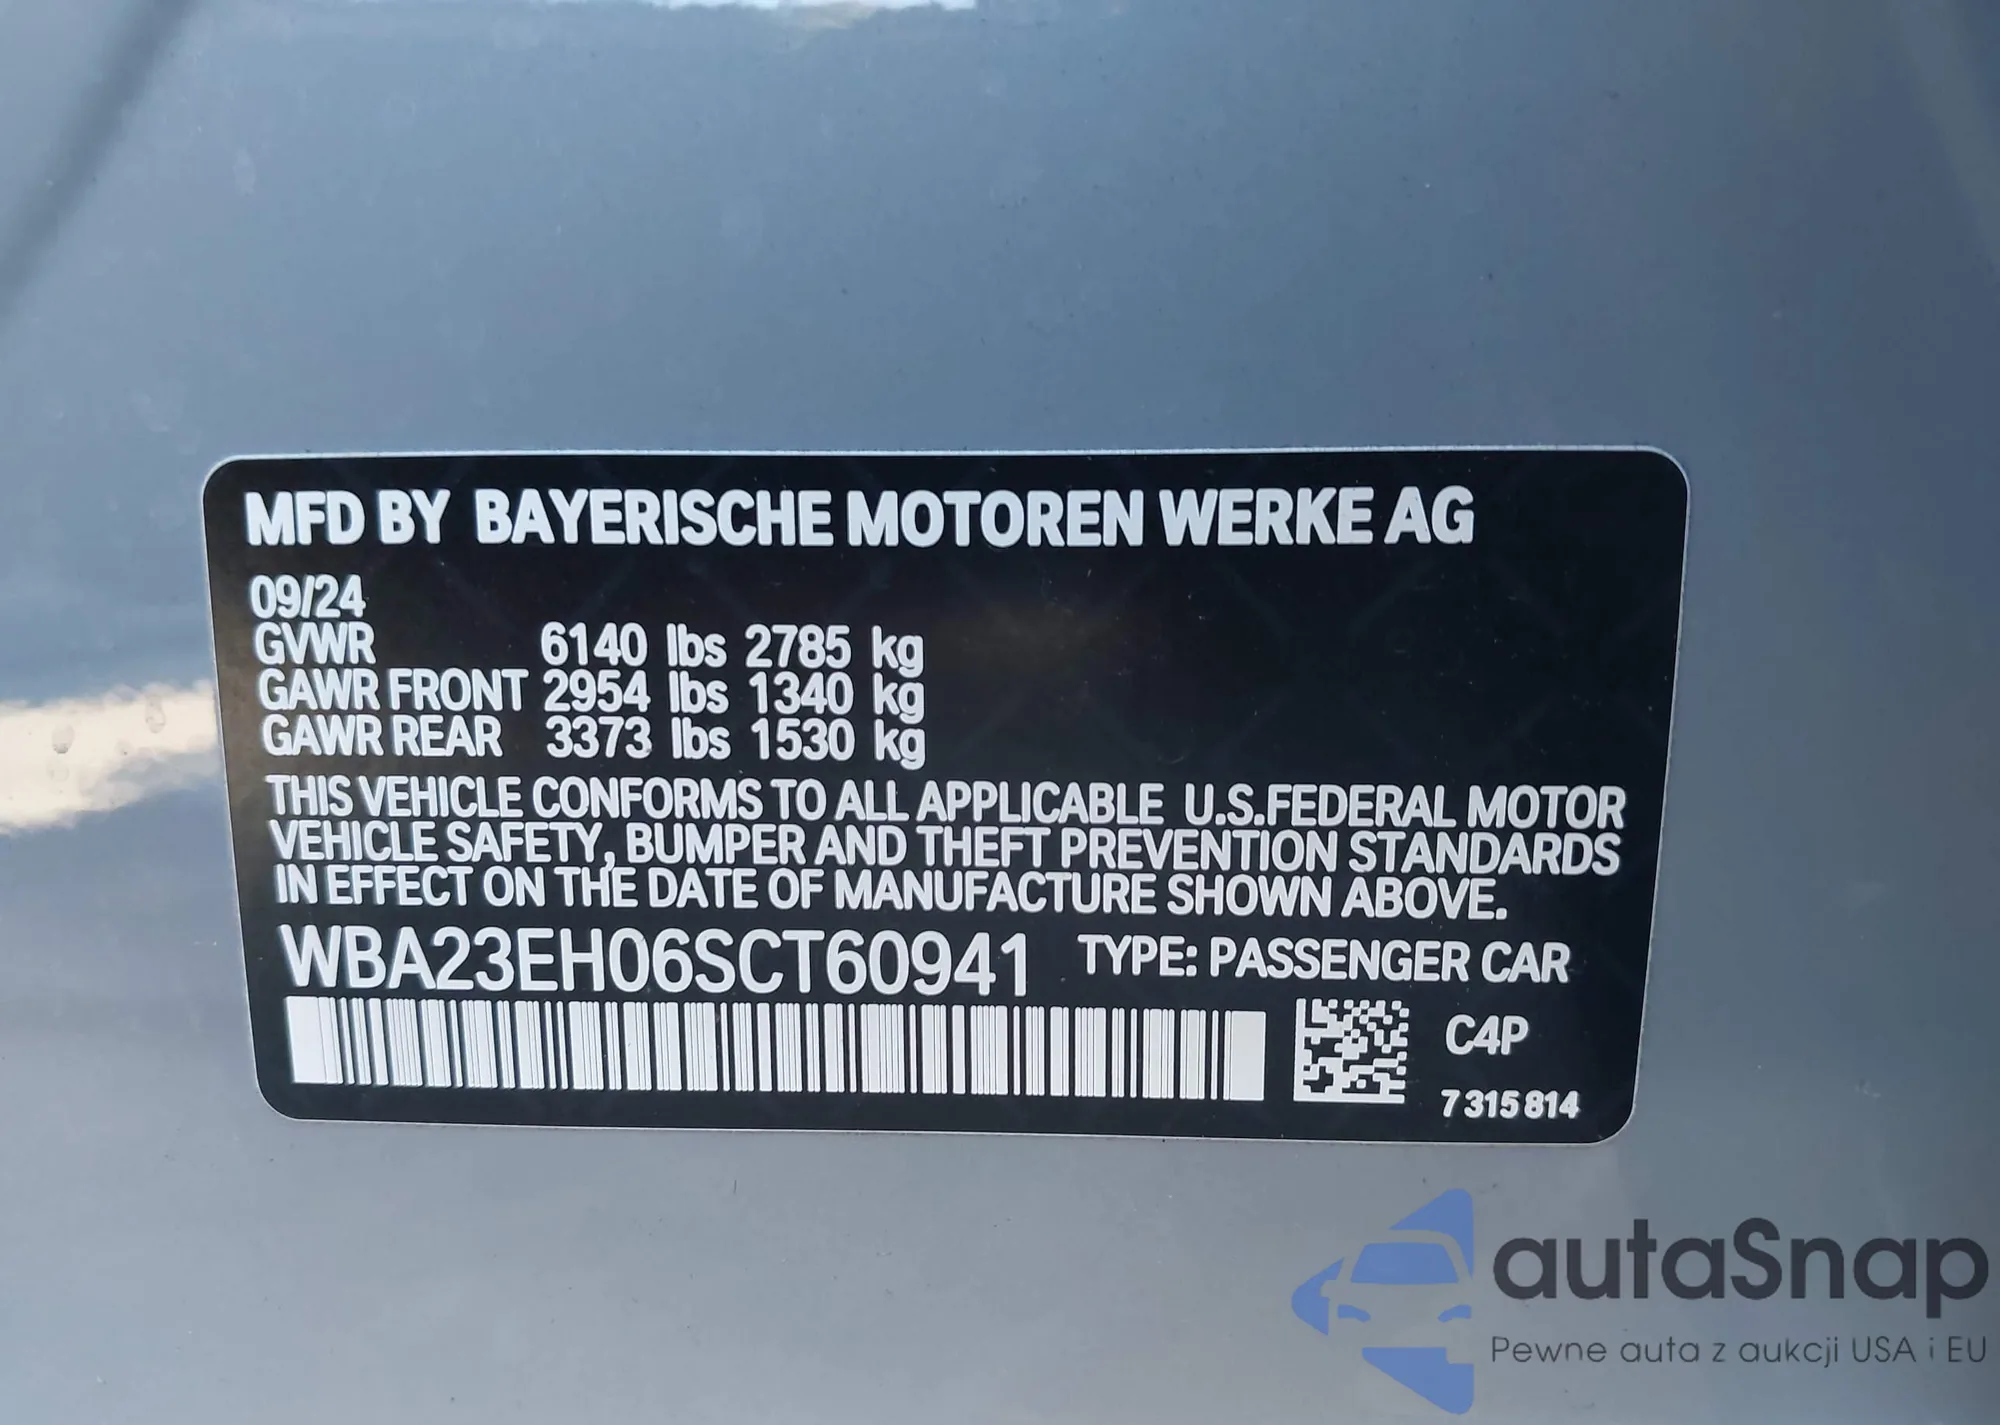 MFD BY BAYERISCHE MOTOREN WERKE AG
09/24
GVWR 6140 lbs 2785 kg
GAWR FRONT 2954 lbs 1340 kg
GAWR REAR 3373 lbs 1530 kg
THIS VEHICLE CONFORMS TO ALL APPLICABLE U.S.FEDERAL MOTOR
VEHICLE SAFETY, BUMPER AND THEFT PREVENTION STANDARDS
IN EFFECT ON THE DATE OF MANUFACTURE SHOWN ABOVE.
WBA23EH06SCT60941 TYPE: PASSENGER CAR
C4P
7 315 814
autaSnap
Pewne auta z aukcji USA i EU